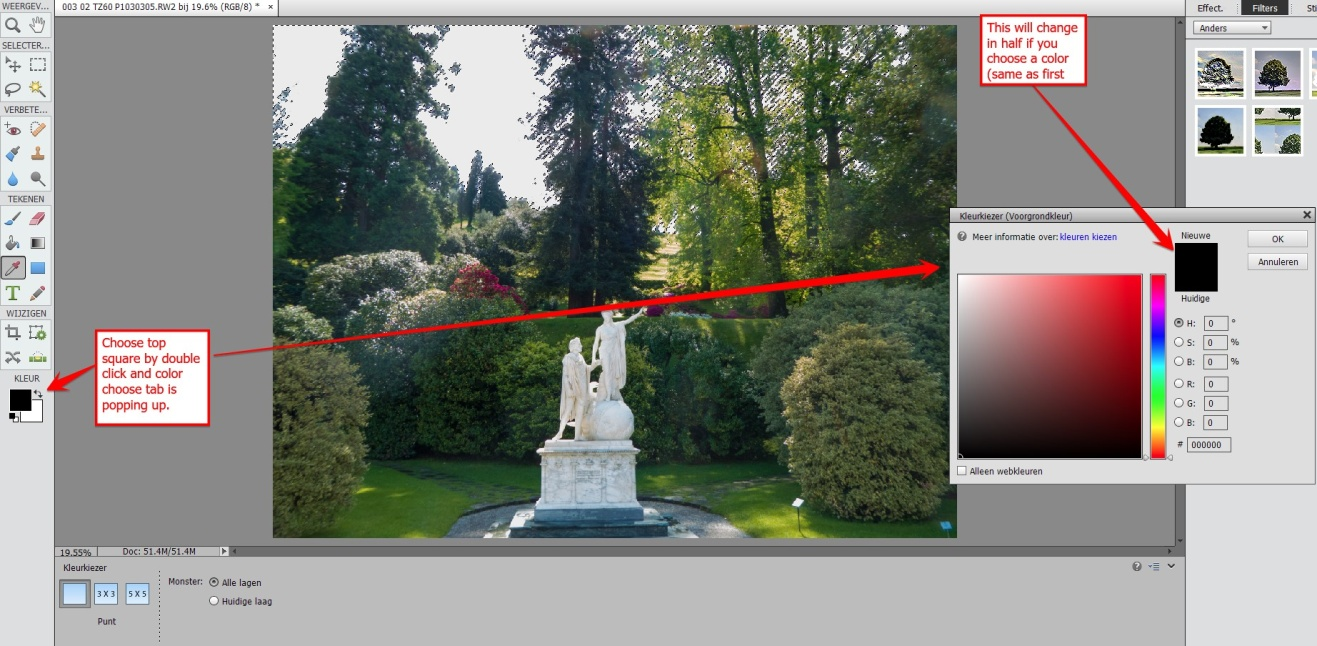 WEERGEV...
003 02 TZ60 P1030305.RW2 bij 19.6% (RGB/8) * ×
Effect.
Filters
Sti
Anders
SELECTER...
VERBETE...
TEKENEN
T
WIJZIGEN
KLEUR
This will change
in half if you
choose a color
(same as first
Choose top
square by double
click and color
choose tab is
popping up.
Kleurkiezer (Voorgrondkleur)
Meer informatie over: kleuren kiezen
Nieuwe
Huidige
OK
Annuleren
H: 0 °
S: 0 %
B: 0 %
R: 0
G: 0
B: 0
# 000000
Alleen webkleuren
19.55% Doc: 51.4M/51.4M
Kleurkiezer
3 X 3
5 X 5
Punt
Monster: Alle lagen
Huidige laag